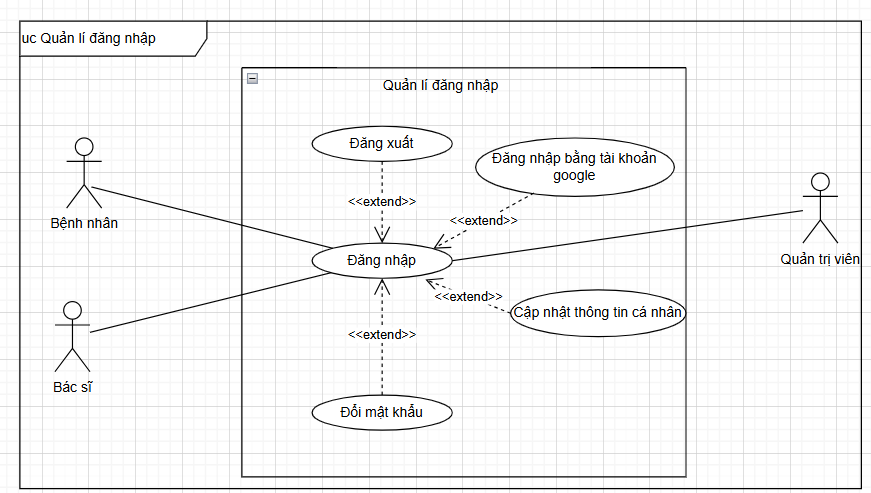 uc Quản lí đăng nhập
Quản lí đăng nhập
Đăng xuất
Đăng nhập bằng tài khoản
google
<<extend>>
<<extend>>
Bệnh nhân
Đăng nhập
Quản trị viên
<<extend>>
Cập nhật thông tin cá nhân
<<extend>>
Bác sĩ
Đổi mật khẩu